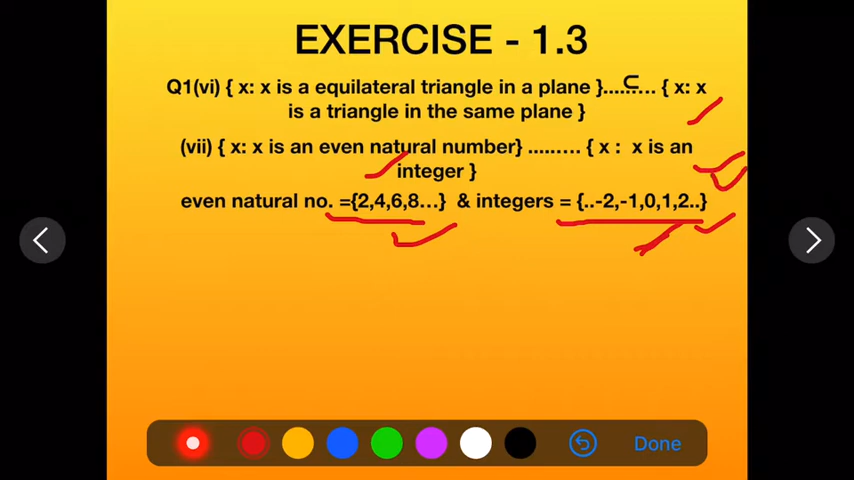 EXERCISE - 1.3
Q1(vi) { x: x is a equilateral triangle in a plane }....⊂.... { x: x
is a triangle in the same plane }
(vii) { x: x is an even natural number} ......... { x : x is an
integer }
even natural no. ={2,4,6,8...} & integers = {..-2,-1,0,1,2..}
Done